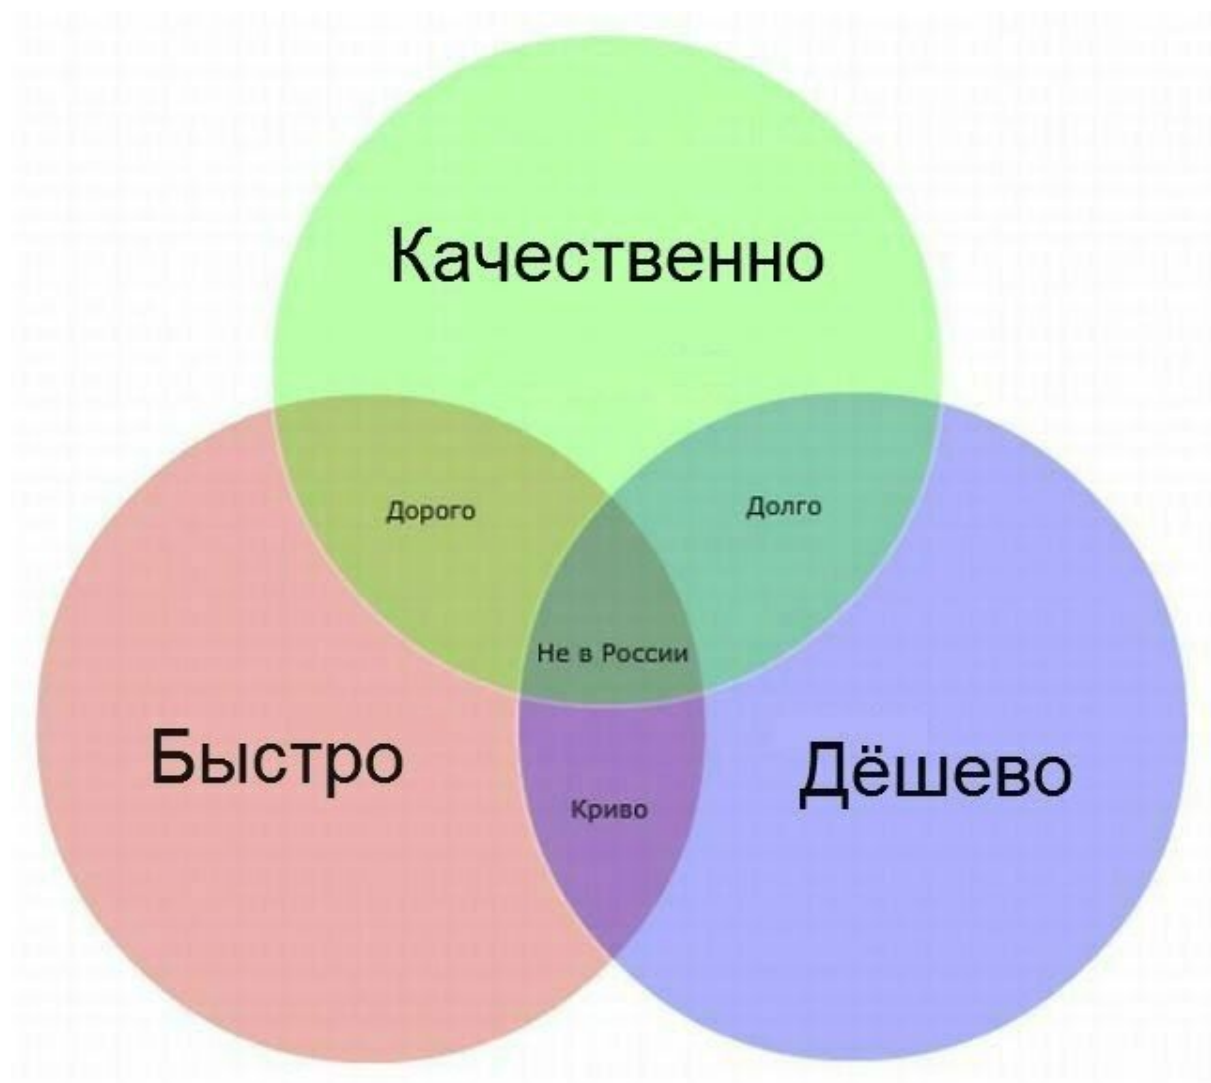 Качественно
Дорого
Долго
Не в России
Быстро
Дёшево
Криво